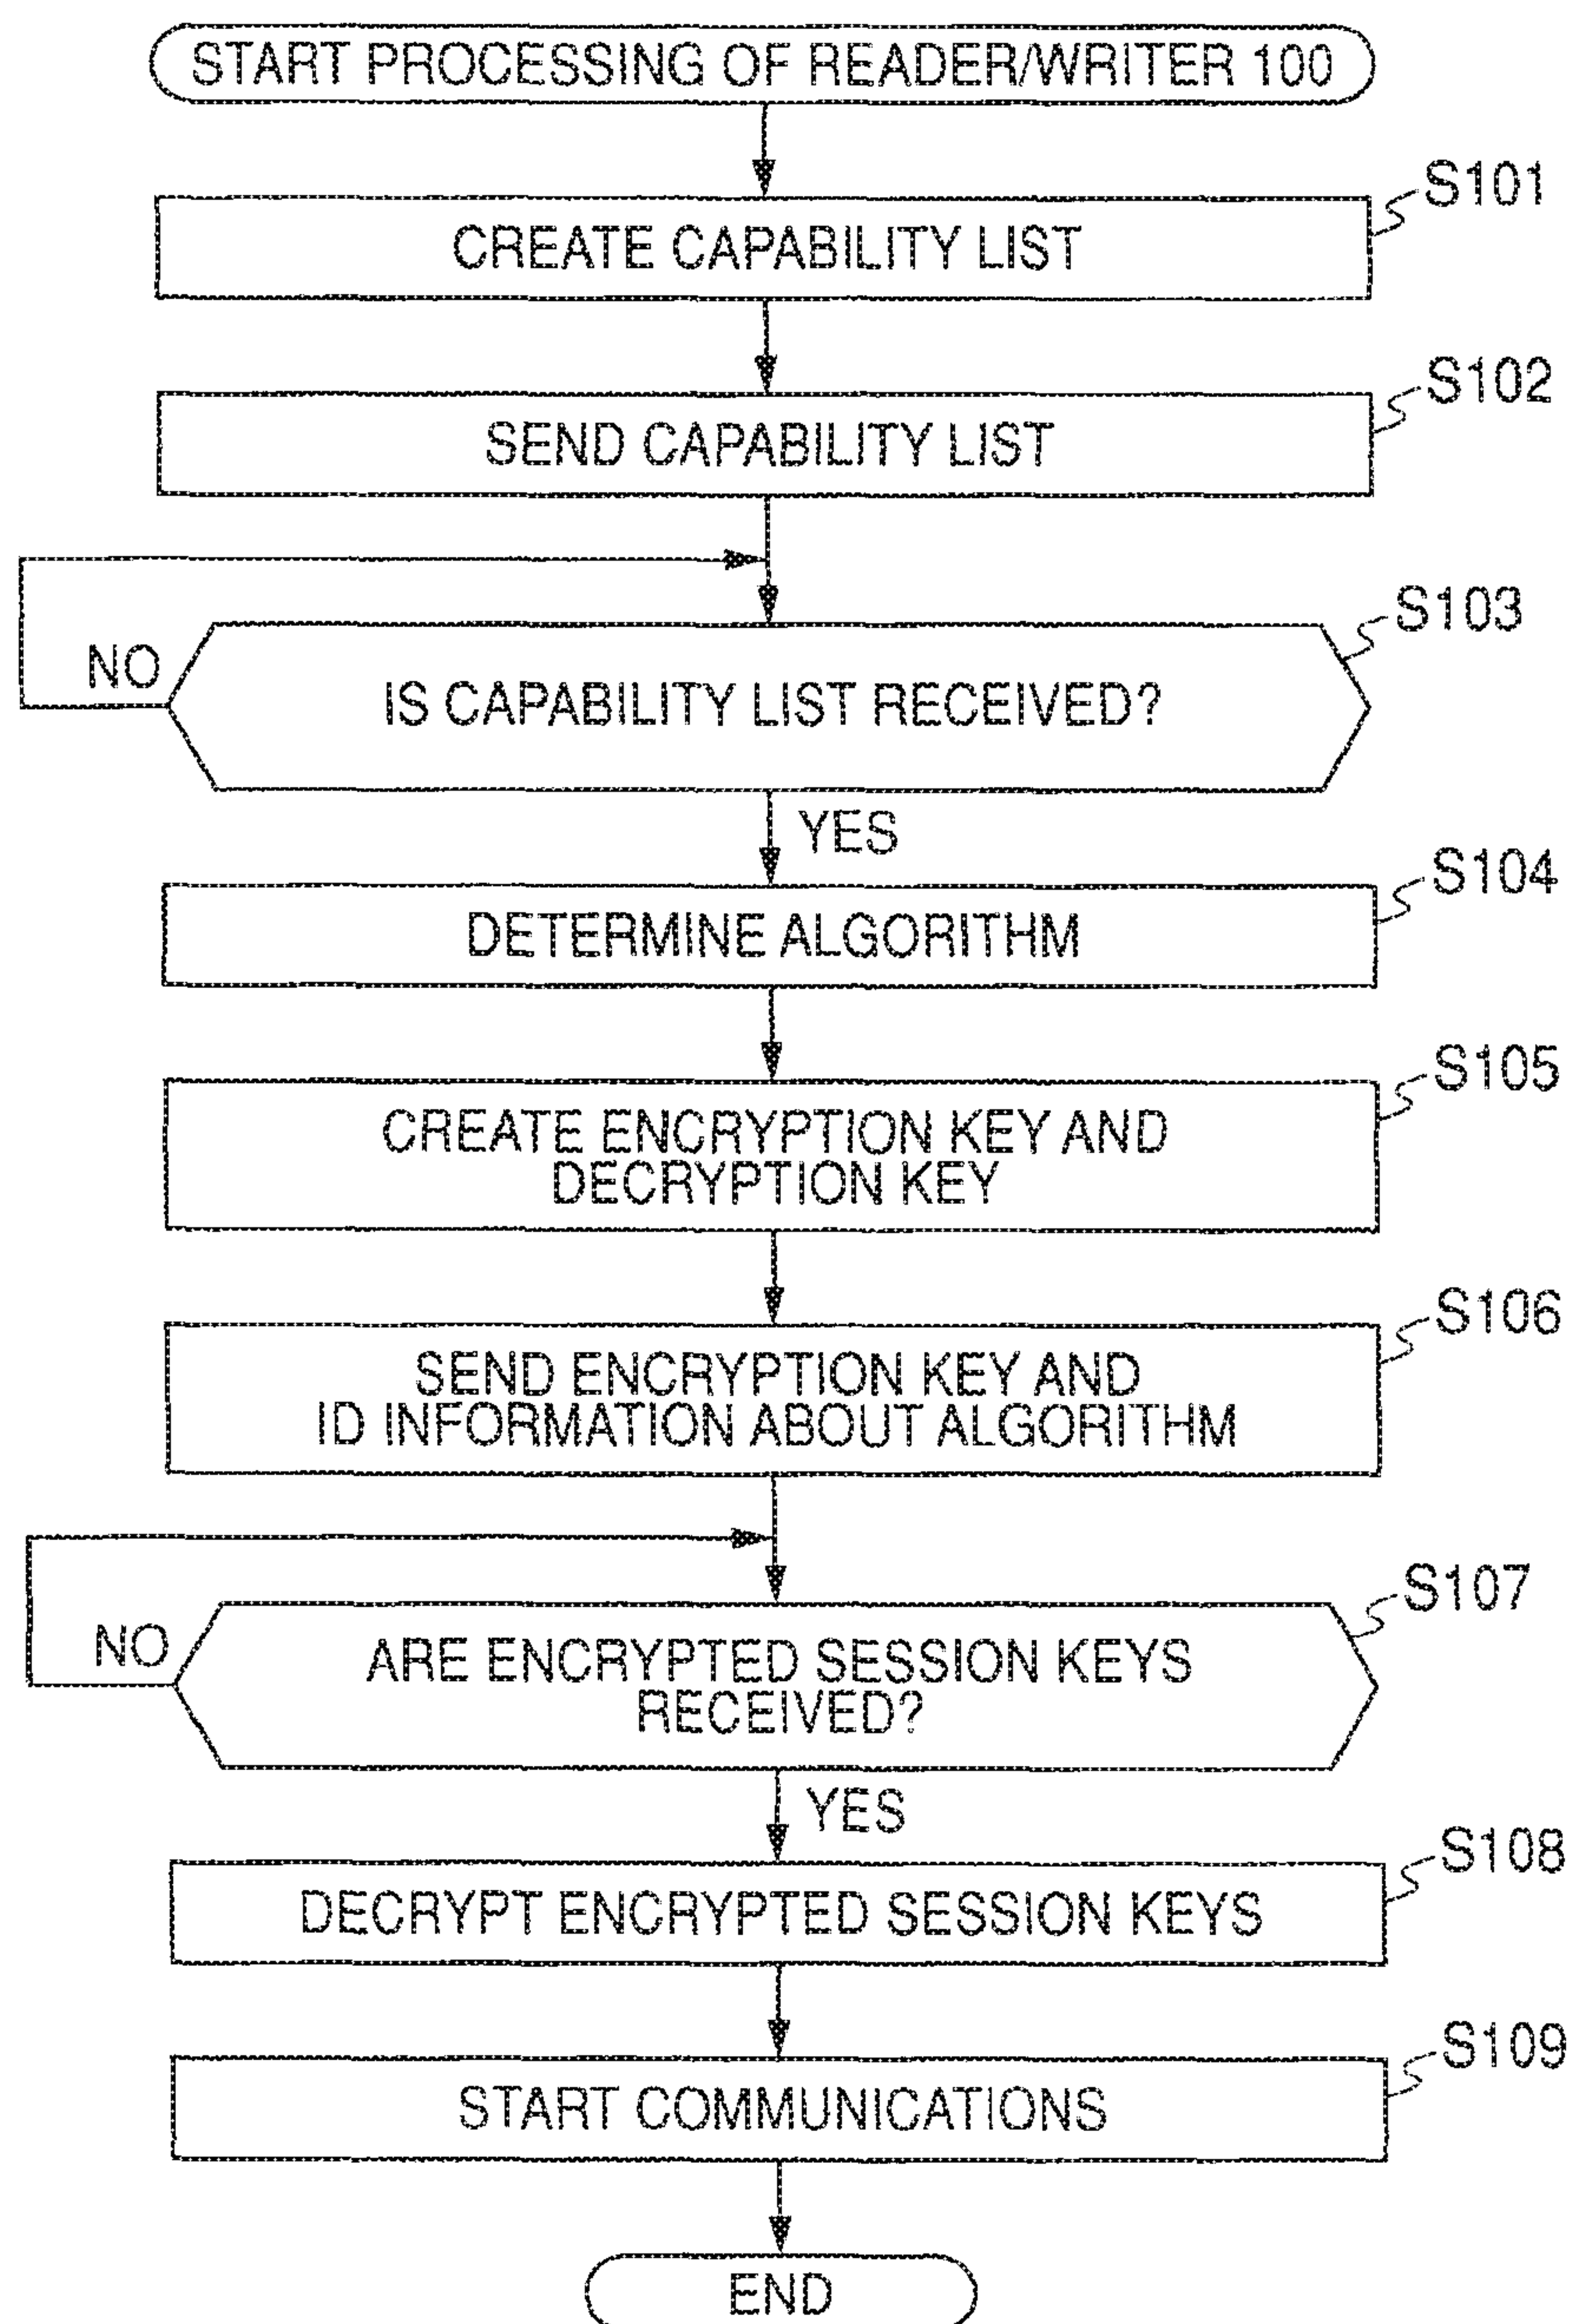 START PROCESSING OF READER/WRITER 100
S101
CREATE CAPABILITY LIST
S102
SEND CAPABILITY LIST
S103
NO
IS CAPABILITY LIST RECEIVED?
YES
S104
DETERMINE ALGORITHM
S105
CREATE ENCRYPTION KEY AND
DECRYPTION KEY
S106
SEND ENCRYPTION KEY AND
ID INFORMATION ABOUT ALGORITHM
S107
NO
ARE ENCRYPTED SESSION KEYS
RECEIVED?
YES
S108
DECRYPT ENCRYPTED SESSION KEYS
S109
START COMMUNICATIONS
END